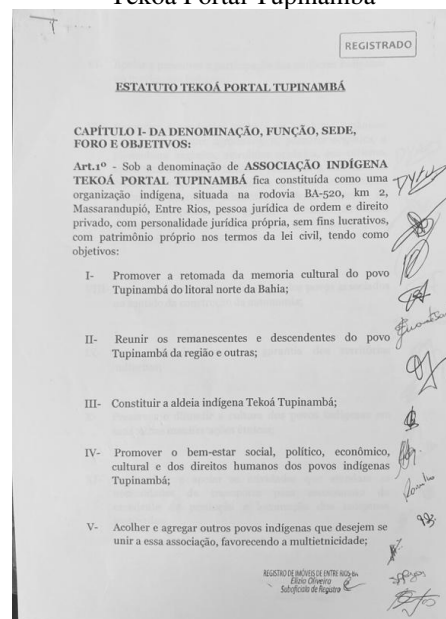 Tekoá Portal Tupinambá
REGISTRADO
ESTATUTO TEKOÁ PORTAL TUPINAMBÁ
CAPÍTULO I- DA DENOMINAÇÃO, FUNÇÃO, SEDE,
FORO E OBJETIVOS:
Art.1º - Sob a denominação de ASSOCIAÇÃO INDÍGENA
TEKOÁ PORTAL TUPINAMBÁ fica constituída como uma
organização indígena, situada na rodovia BA-520, km 2,
Massarandupió, Entre Rios, pessoa jurídica de ordem e direito
privado, com personalidade jurídica própria, sem fins lucrativos,
com patrimônio próprio nos termos da lei civil, tendo como
objetivos:
I- Promover a retomada da memoria cultural do povo
Tupinambá do litoral norte da Bahia;
II- Reunir os remanescentes e descendentes do povo
Tupinambá da região e outras;
III- Constituir a aldeia indígena Tekoá Tupinambá;
IV- Promover o bem-estar social, político, econômico,
cultural e dos direitos humanos dos povos indígenas
Tupinambá;
V- Acolher e agregar outros povos indígenas que desejem se
unir a essa associação, favorecendo a multietnicidade;
REGISTRO DE IMÓVEIS DE ENTRE RIOS-BA
Elizio Oliveira
Suboficiala de Registro